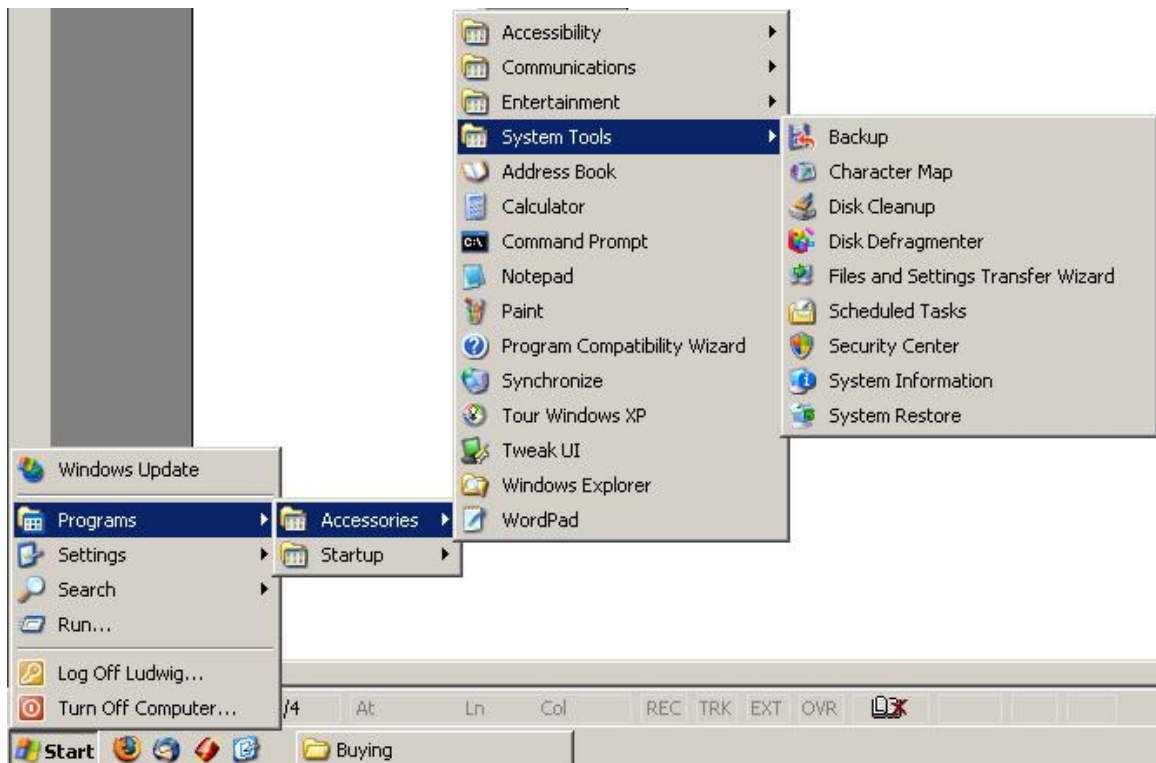 Accessibility
Communications
Entertainment
System Tools
Address Book
Calculator
Command Prompt
Notepad
Paint
Program Compatibility Wizard
Synchronize
Tour Windows XP
Tweak UI
Windows Explorer
WordPad
Backup
Character Map
Disk Cleanup
Disk Defragmenter
Files and Settings Transfer Wizard
Scheduled Tasks
Security Center
System Information
System Restore
Windows Update
Programs
Settings
Search
Run...
Log Off Ludwig...
Turn Off Computer...
Accessories
Startup
/4 At Ln Col REC TRK EXT OVR
Start Buying